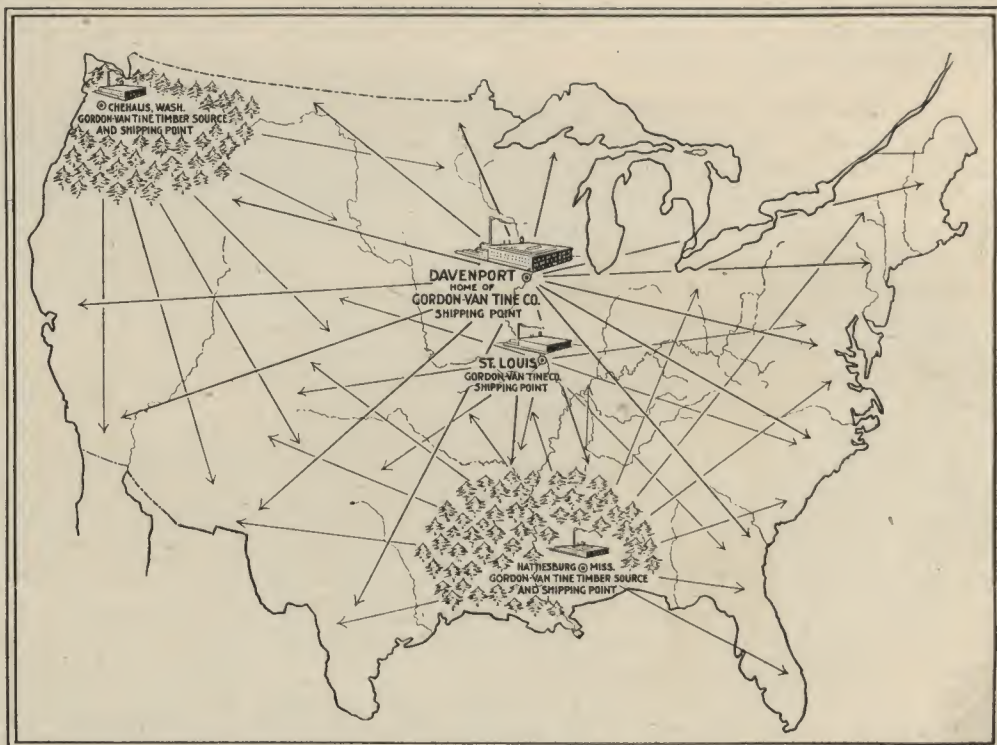 CHEHALIS, WASH.
GORDON-VAN TINE TIMBER SOURCE
AND SHIPPING POINT
DAVENPORT
HOME OF
GORDON-VAN TINE CO.
SHIPPING POINT
ST. LOUIS
GORDON-VAN TINE CO.
SHIPPING POINT
HATTIESBURG MISS.
GORDON-VAN TINE TIMBER SOURCE
AND SHIPPING POINT